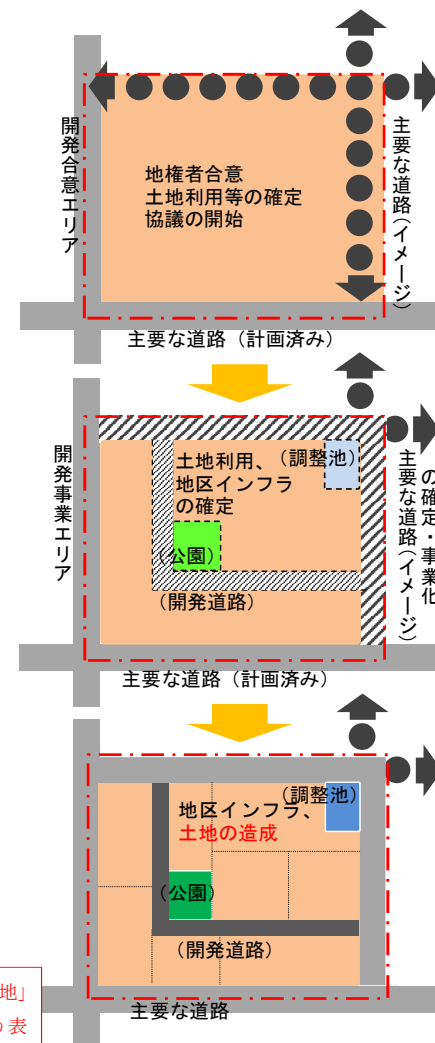 開発合意エリア
地権者合意
土地利用等の確定
協議の開始
主要な道路(イメージ)
主要な道路（計画済み）
開発事業エリア
土地利用、
地区インフラ
の確定
（調整池）
（公園）
（開発道路）
主要な道路(イメージ)
の確定・事業化
主要な道路（計画済み）
（調整池）
地区インフラ、
土地の造成
（公園）
（開発道路）
主要な道路
地」
表